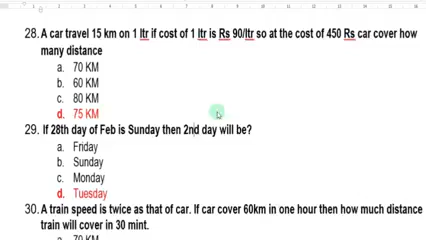 28. A car travel 15 km on 1 ltr if cost of 1 ltr is Rs 90/ltr so at the cost of 450 Rs car cover how
many distance
a. 70 KM
b. 60 KM
c. 80 KM
d. 75 KM
29. If 28th day of Feb is Sunday then 2nd day will be?
a. Friday
b. Sunday
c. Monday
d. Tuesday
30. A train speed is twice as that of car. If car cover 60km in one hour then how much distance
train will cover in 30 mint.
a. 70 KM